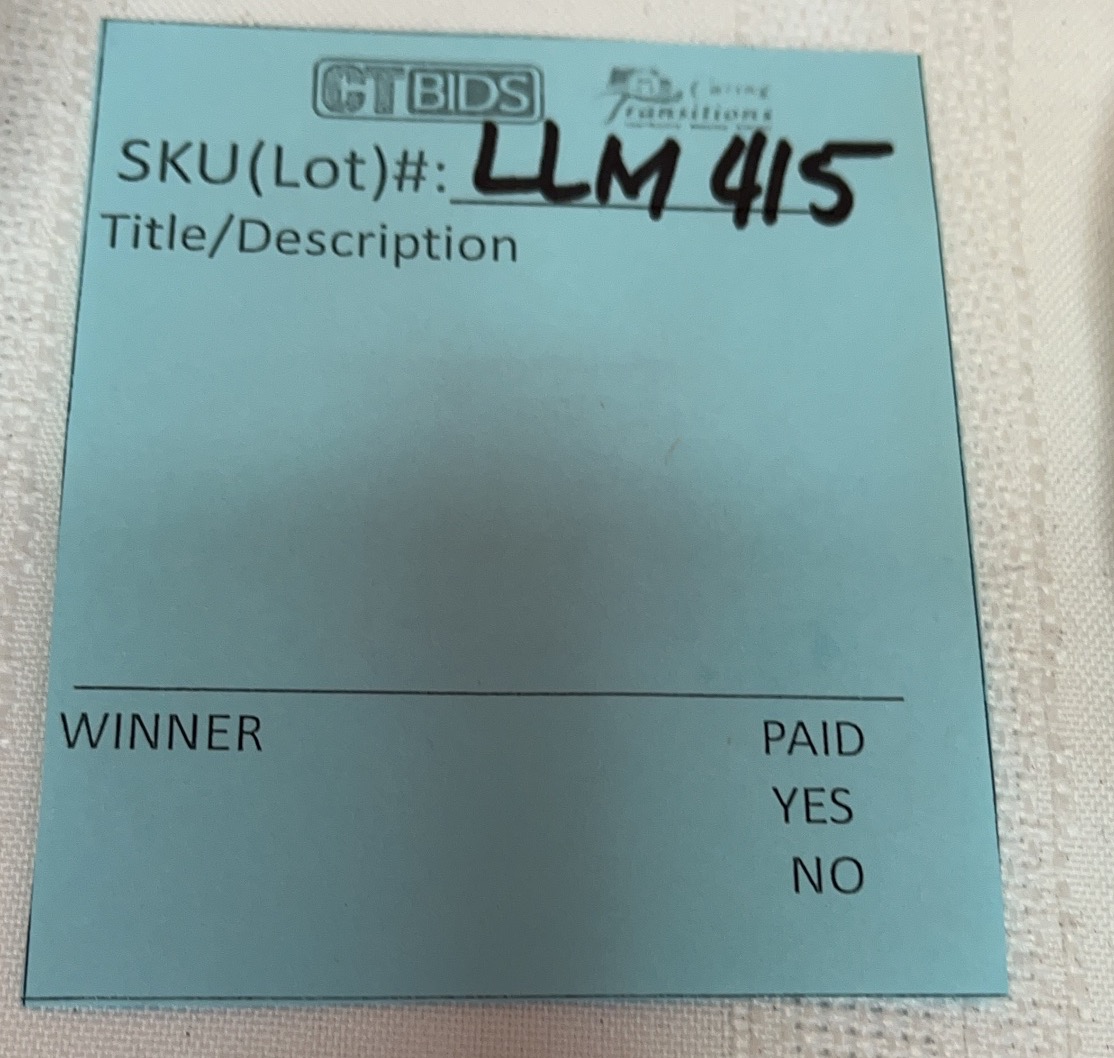 CTBIDS Caring Transitions
SKU(Lot)#: LLM 415
Title/Description
WINNER PAID
YES
NO